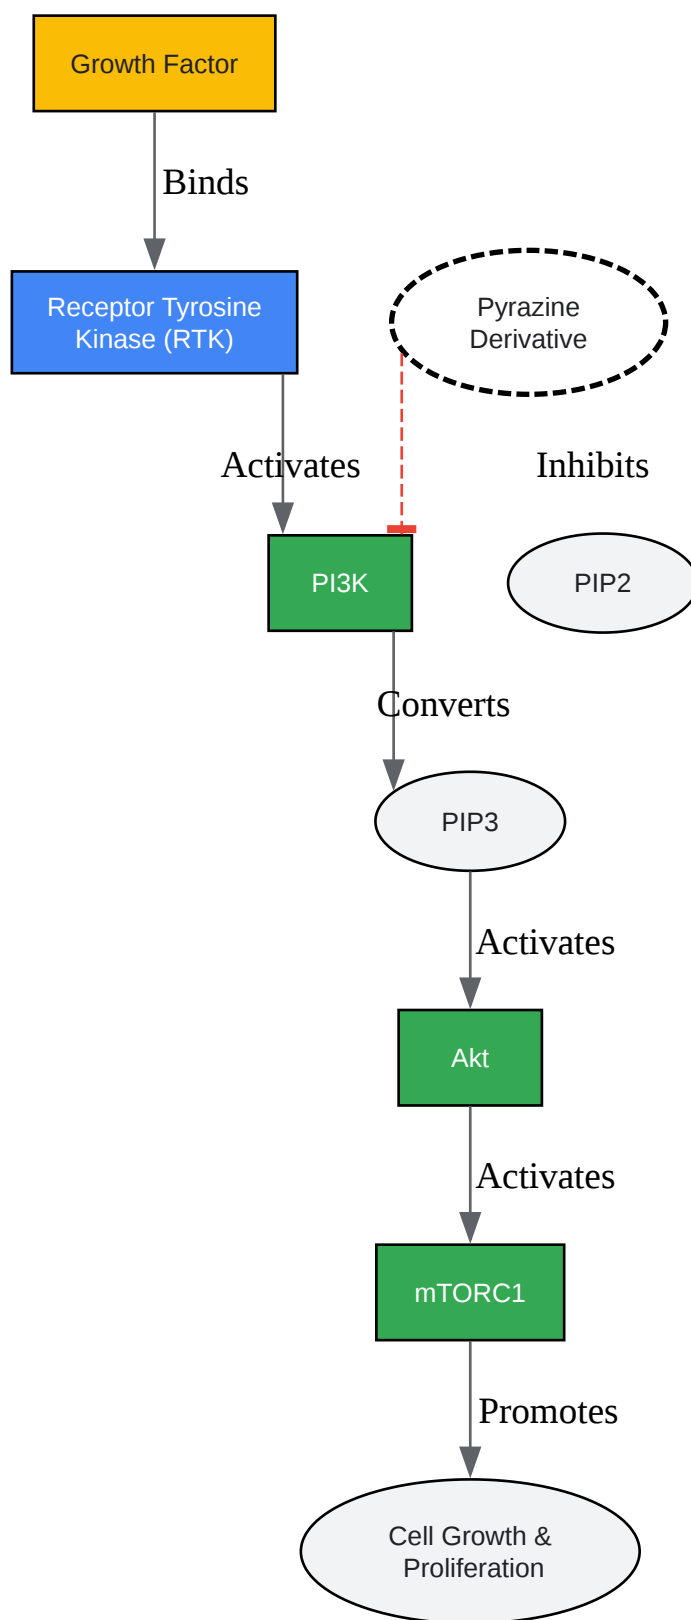 Growth Factor
Binds
Receptor Tyrosine
Kinase (RTK)
Pyrazine
Derivative
Activates
Inhibits
PI3K
PIP2
Converts
PIP3
Activates
Akt
Activates
mTORC1
Promotes
Cell Growth &
Proliferation